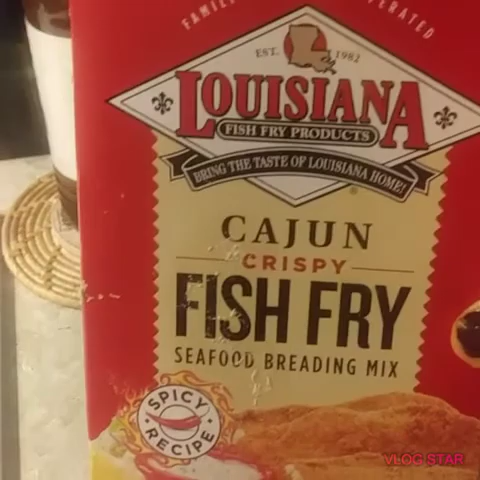 EST. 1982
LOUISIANA
FISH FRY PRODUCTS
BRING THE TASTE OF LOUISIANA HOME!
®
CAJUN
CRISPY
FISH FRY
SEAFOOD BREADING MIX
SPICY
RECIPE
VLOG STAR